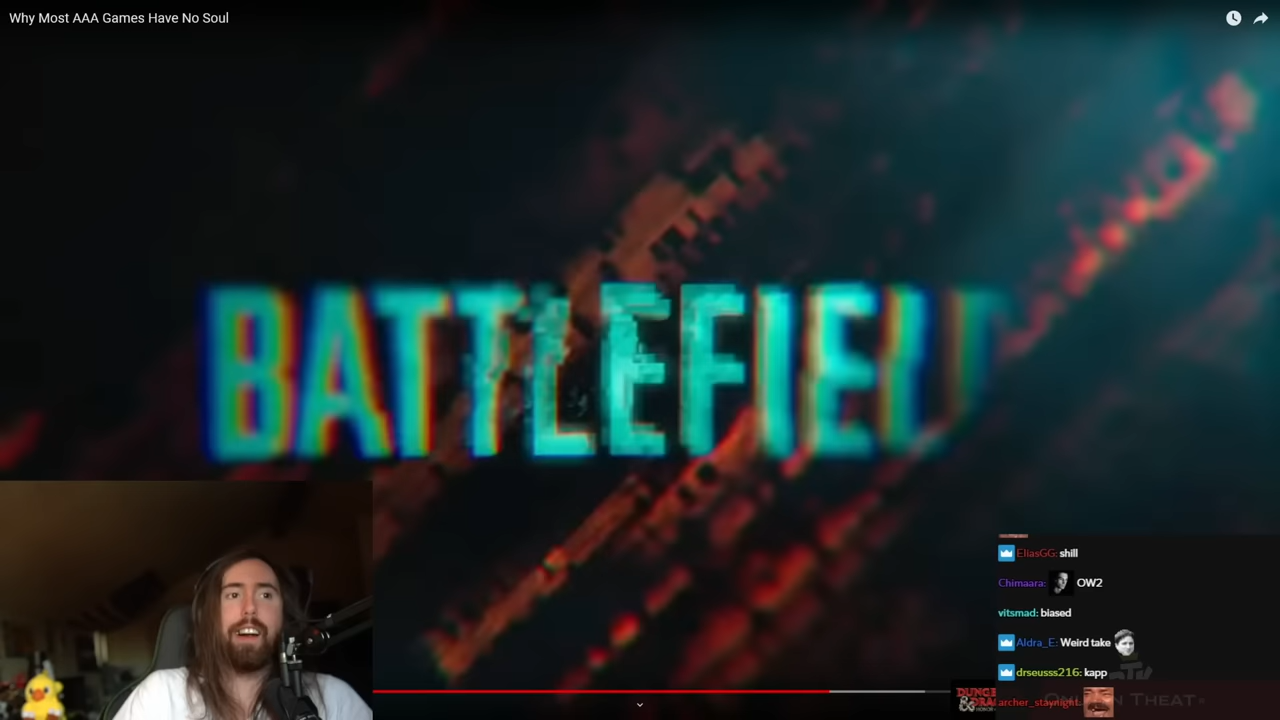 Why Most AAA Games Have No Soul
BATTLEFIELD
EliasGG: shill
Chimaara: OW2
vitsmad: biased
Aldra_E: Weird take
drseusss216: kapp
archer_staynight: